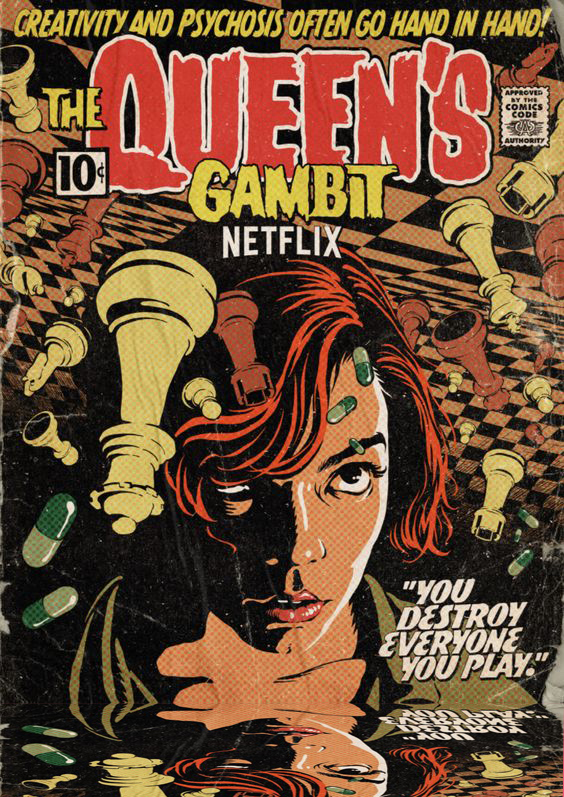 CREATIVITY AND PSYCHOSIS OFTEN GO HAND IN HAND!
THE
QUEEN'S
GAMBIT
10¢
NETFLIX
APPROVED
BY THE
COMICS
CODE
AUTHORITY
"YOU
DESTROY
EVERYONE
YOU PLAY."